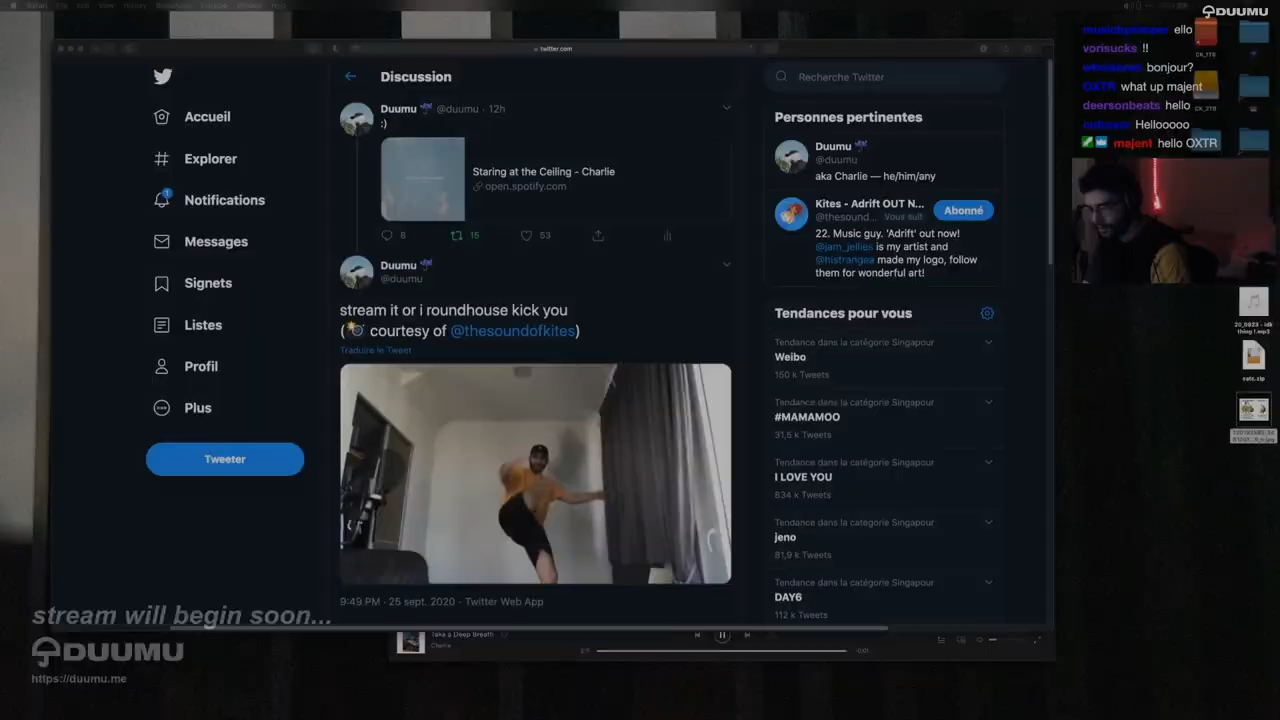 DUUMU
twitter.com
Accueil
Explorer
Notifications
Messages
Signets
Listes
Profil
Plus
Tweeter
Discussion
Duumu @duumu · 12h
:)
Staring at the Ceiling - Charlie
open.spotify.com
8 15 53
Duumu
@duumu
stream it or i roundhouse kick you
( courtesy of @thesoundofkites)
Traduire le Tweet
9:49 PM · 25 sept. 2020 · Twitter Web App
Recherche Twitter
Personnes pertinentes
Duumu
@duumu
aka Charlie — he/him/any
Kites - Adrift OUT N...
@thesound... Vous suit
Abonné
22. Music guy. 'Adrift' out now!
@jam_jellies is my artist and
@histrangea made my logo, follow
them for wonderful art!
Tendances pour vous
Tendance dans la catégorie Singapour
Weibo
150 k Tweets
Tendance dans la catégorie Singapour
#MAMAMOO
31,5 k Tweets
Tendance dans la catégorie Singapour
I LOVE YOU
834 k Tweets
Tendance dans la catégorie Singapour
jeno
81,9 k Tweets
Tendance dans la catégorie Singapour
DAY6
112 k Tweets
ello
vorisucks !!
bonjour?
OXTR what up majent
deersonbeats hello
Hellooooo
majent hello OXTR
stream will begin soon...
DUUMU
https://duumu.me
Take a Deep Breath
Charlie